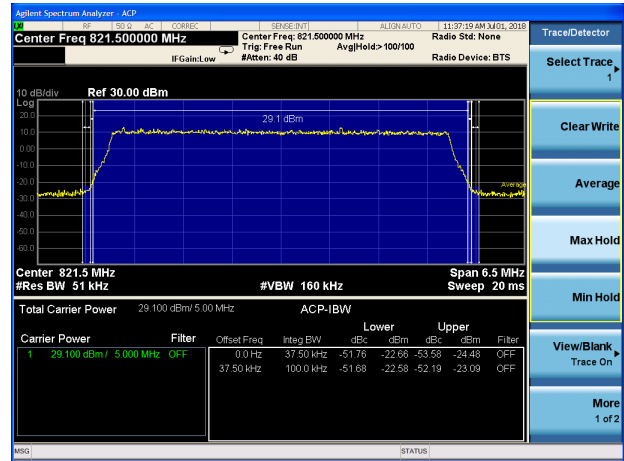 Agilent Spectrum Analyzer - ACP
LXI RF 50 Ω AC CORREC SENSE:INT ALIGN AUTO 11:37:19 AM Jul 01, 2018
Center Freq 821.500000 MHz Center Freq: 821.500000 MHz Radio Std: None
Trig: Free Run Avg|Hold:> 100/100
IFGain:Low #Atten: 40 dB Radio Device: BTS
10 dB/div Ref 30.00 dBm
Log
20.0
29.1 dBm
10.0
0.00
-10.0
-20.0 Average
-30.0
-40.0
-50.0
-60.0
Center 821.5 MHz Span 6.5 MHz
#Res BW 51 kHz #VBW 160 kHz Sweep 20 ms
Total Carrier Power 29.100 dBm/ 5.00 MHz ACP-IBW
Lower Upper
Carrier Power Filter Offset Freq Integ BW dBc dBm dBc dBm Filter
1 29.100 dBm / 5.000 MHz OFF 0.0 Hz 37.50 kHz -51.76 -22.66 -53.58 -24.48 OFF
37.50 kHz 100.0 kHz -51.68 -22.58 -52.19 -23.09 OFF
MSG STATUS
Trace/Detector
Select Trace
1
Clear Write
Average
Max Hold
Min Hold
View/Blank
Trace On
More
1 of 2